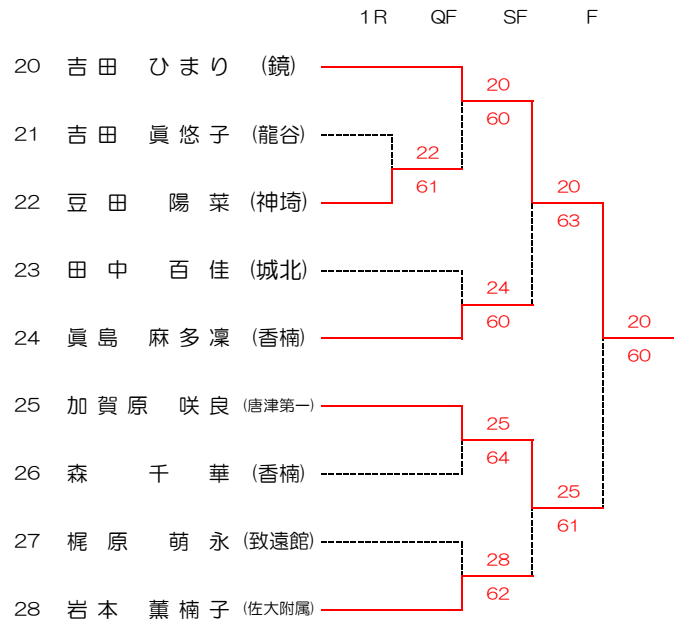 1R QF SF F
20 吉田 ひまり (鏡)
20
60
21 吉田 眞悠子 (龍谷)
22
61
20
63
22 豆田 陽菜 (神埼)
23 田中 百佳 (城北)
24
60
24 眞島 麻多凜 (香楠)
20
60
25 加賀原 咲良 (唐津第一)
25
64
26 森 千華 (香楠)
25
61
27 梶原 萌永 (致遠館)
28
62
28 岩本 薫楠子 (佐大附属)